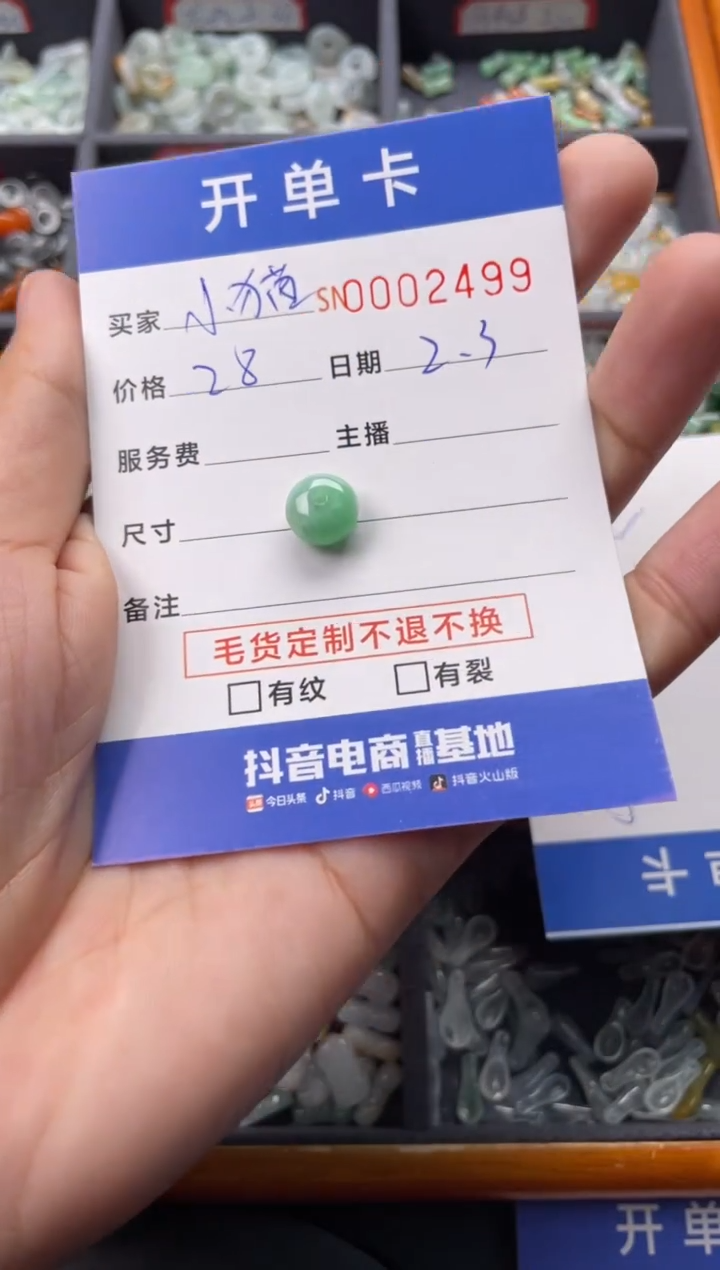 开单卡
买家 小猫 SN0002499
价格 28 日期 2.3
服务费 主播
尺寸
备注
毛货定制不退不换
□有纹 □有裂
抖音电商直播基地
今日头条 抖音 西瓜视频 抖音火山版
开单